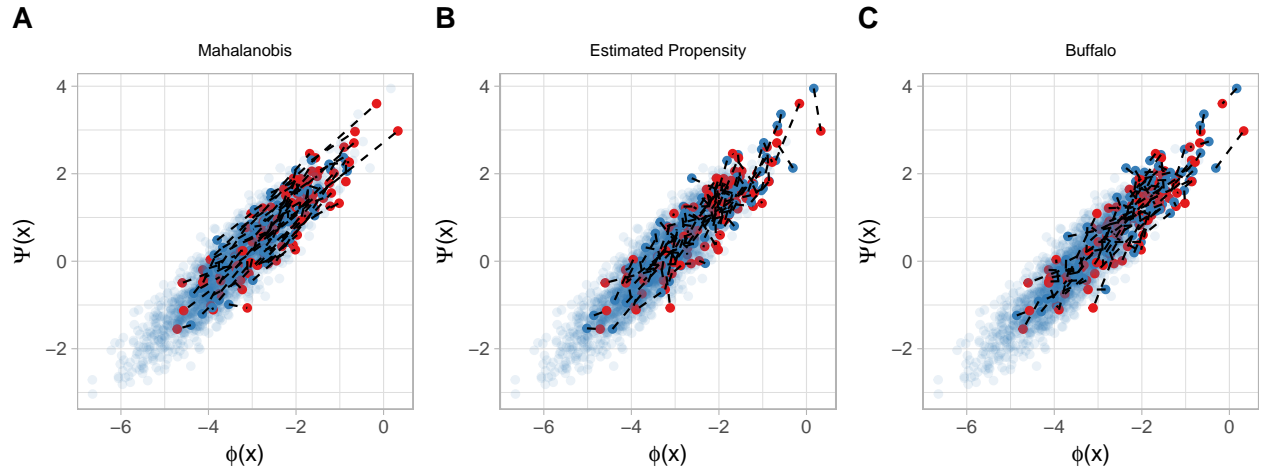 A
B
C
Mahalanobis
Estimated Propensity
Buffalo
4
2
0
−2
Ψ(x)
−6
−4
−2
0
ϕ(x)
4
2
0
−2
Ψ(x)
−6
−4
−2
0
ϕ(x)
4
2
0
−2
Ψ(x)
−6
−4
−2
0
ϕ(x)